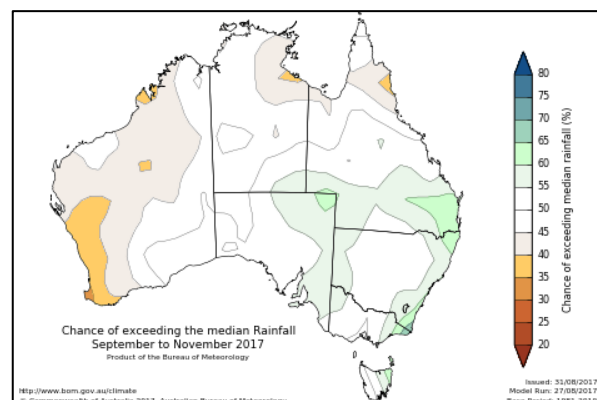 80
75
70
65
60
55
50
45
40
35
30
25
20
Chance of exceeding median rainfall (%)
Chance of exceeding the median Rainfall
September to November 2017
Product of the Bureau of Meteorology
http://www.bom.gov.au/climate
Issued: 31/08/2017
Model Run: 27/08/2017